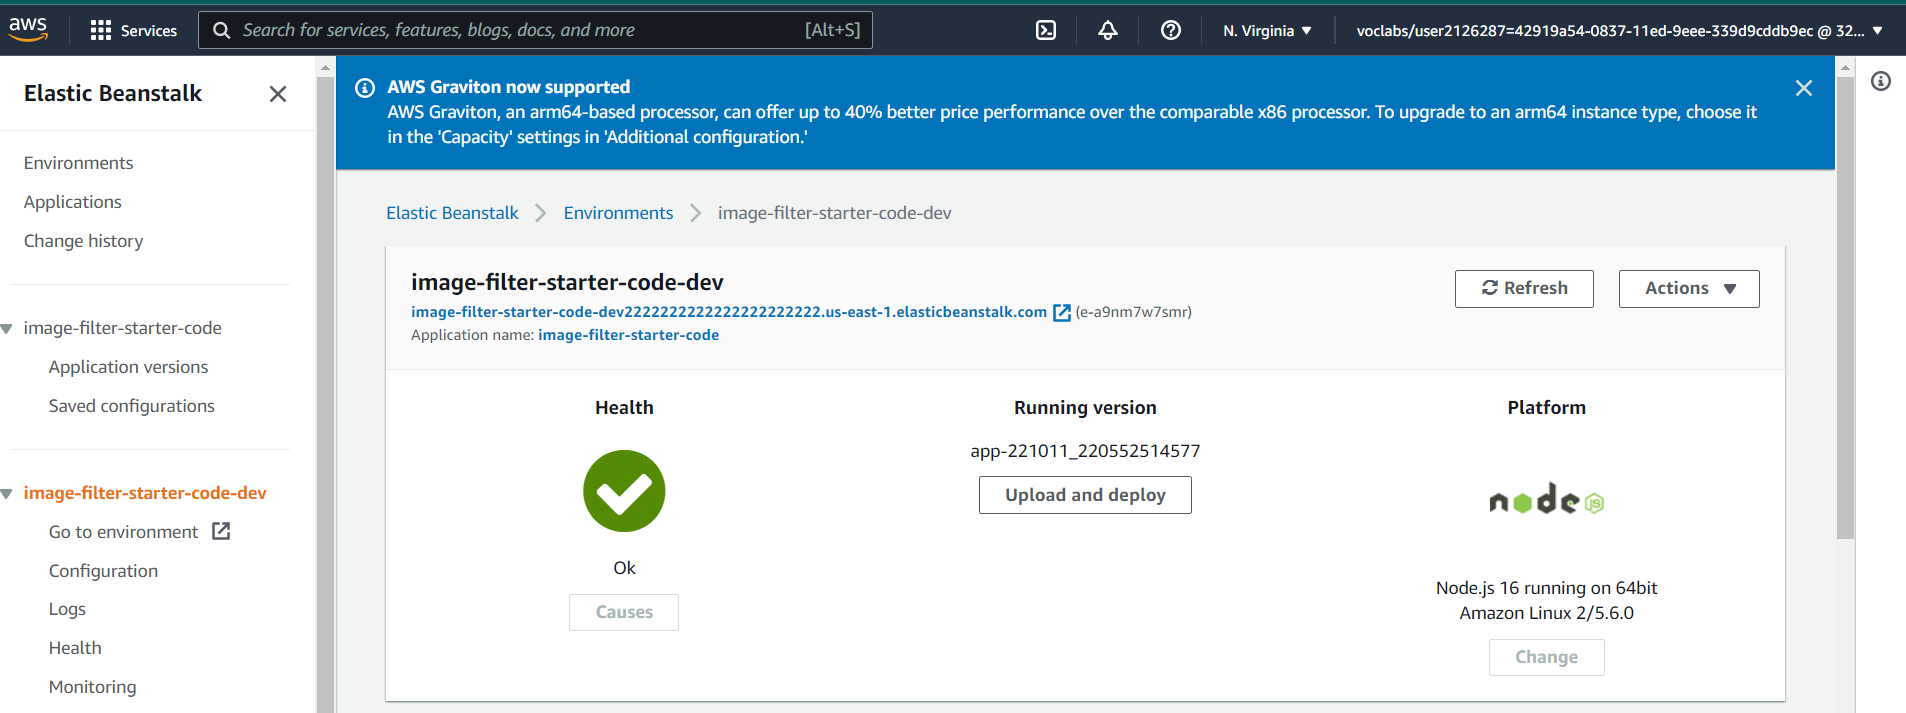 aws
Services
Search for services, features, blogs, docs, and more
[Alt+S]
N. Virginia
voclabs/user2126287=42919a54-0837-11ed-9eee-339d9cddb9ec @ 32...
Elastic Beanstalk
Environments
Applications
Change history
image-filter-starter-code
Application versions
Saved configurations
image-filter-starter-code-dev
Go to environment
Configuration
Logs
Health
Monitoring
AWS Graviton now supported
AWS Graviton, an arm64-based processor, can offer up to 40% better price performance over the comparable x86 processor. To upgrade to an arm64 instance type, choose it
in the 'Capacity' settings in 'Additional configuration.'
Elastic Beanstalk
Environments
image-filter-starter-code-dev
image-filter-starter-code-dev
image-filter-starter-code-dev2222222222222222222222.us-east-1.elasticbeanstalk.com (e-a9nm7w7smr)
Application name: image-filter-starter-code
Refresh
Actions
Health
Ok
Causes
Running version
app-221011_220552514577
Upload and deploy
Platform
node JS
Node.js 16 running on 64bit
Amazon Linux 2/5.6.0
Change